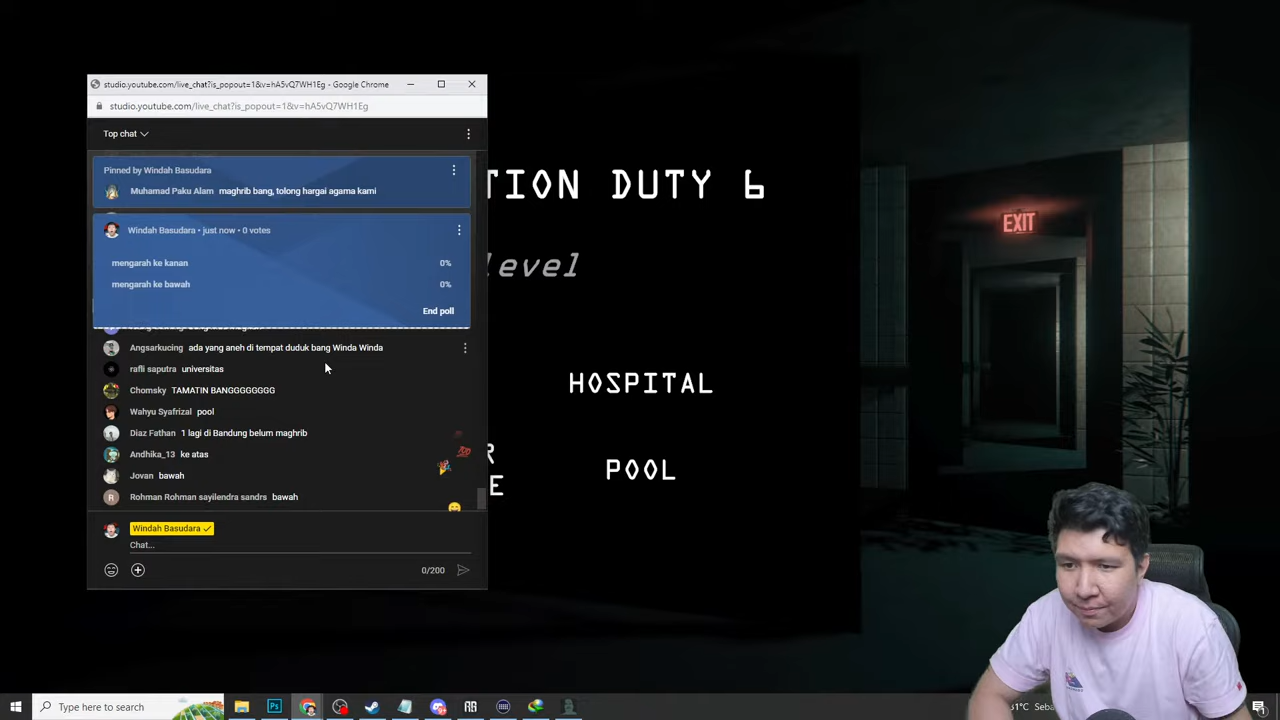 studio.youtube.com/live_chat?is_popout=1&v=hA5vQ7WH1Eg - Google Chrome
studio.youtube.com/live_chat?is_popout=1&v=hA5vQ7WH1Eg
Top chat
Pinned by Windah Basudara
Muhamad Paku Alam maghrib bang, tolong hargai agama kami
Windah Basudara • just now • 0 votes
mengarah ke kanan 0%
mengarah ke bawah 0%
End poll
Angsarkucing ada yang aneh di tempat duduk bang Winda Winda
rafli saputra universitas
Chomsky TAMATIN BANGGGGGGGG
Wahyu Syafrizal pool
Diaz Fathan 1 lagi di Bandung belum maghrib
Andhika_13 ke atas
Jovan bawah
R Rohman Rohman sayilendra sandrs bawah
Windah Basudara
Chat...
0/200
TION DUTY 6
level
HOSPITAL
R
E
POOL
EXIT
Type here to search
Ps
1°C Seba